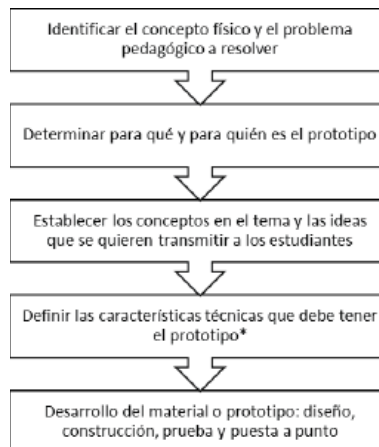 Identificar el concepto físico y el problema
pedagógico a resolver
Determinar para qué y para quién es el prototipo
Establecer los conceptos en el tema y las ideas
que se quieren transmitir a los estudiantes
Definir las características técnicas que debe tener
el prototipo*
Desarrollo del material o prototipo: diseño,
construcción, prueba y puesta a punto